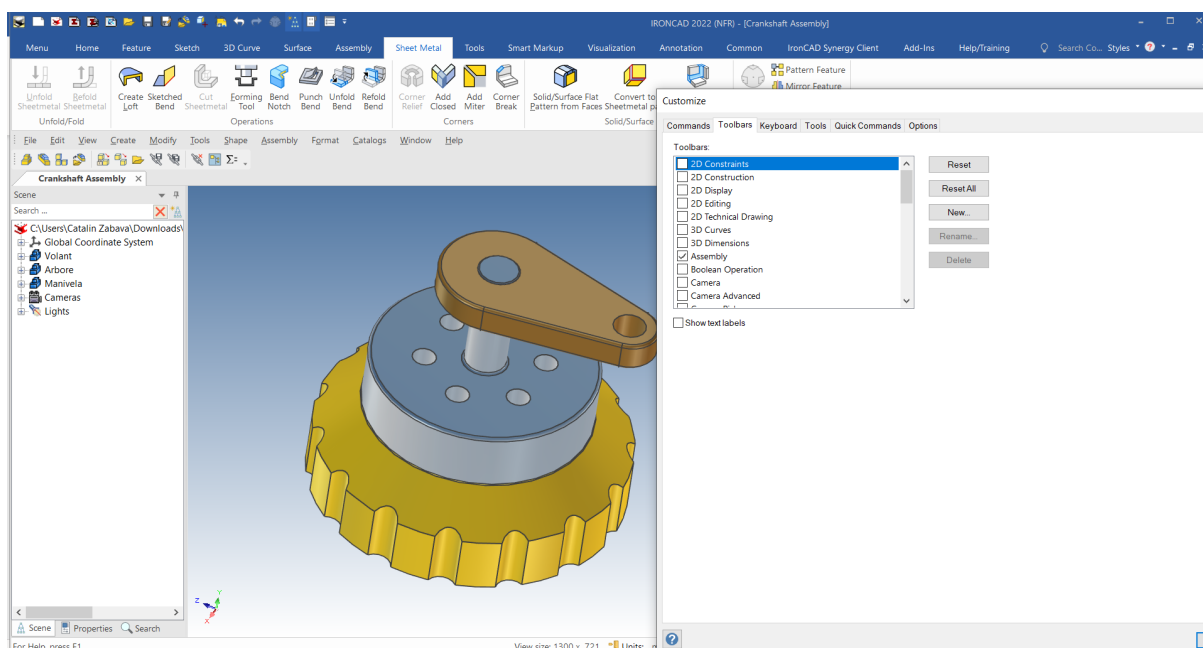 IRONCAD 2022 (NFR) - [Crankshaft Assembly]
Menu Home Feature Sketch 3D Curve Surface Assembly Sheet Metal Tools Smart Markup Visualization Annotation Common IronCAD Synergy Client Add-Ins Help/Training Search Co... Styles
Unfold Sheetmetal Refold Sheetmetal Create Loft Sketched Bend Cut Sheetmetal Forming Tool Bend Notch Punch Bend Unfold Bend Refold Bend Corner Relief Add Closed Add Miter Corner Break Solid/Surface Flat Pattern from Faces Convert to Sheetmetal p Pattern Feature
Mirror Feature
Unfold/Fold Operations Corners Solid/Surface
File Edit View Create Modify Tools Shape Assembly Format Catalogs Window Help
Crankshaft Assembly
Scene
Search ...
C:\Users\Catalin Zabava\Downloads\
Global Coordinate System
Volant
Arbore
Manivela
Cameras
Lights
Z Y X
Scene Properties Search
For Help, press F1 View size: 1300 x 721 Units:
Customize
Commands Toolbars Keyboard Tools Quick Commands Options
Toolbars:
2D Constraints
2D Construction
2D Display
2D Editing
2D Technical Drawing
3D Curves
3D Dimensions
Assembly
Boolean Operation
Camera
Camera Advanced
Show text labels
Reset
Reset All
New...
Rename...
Delete